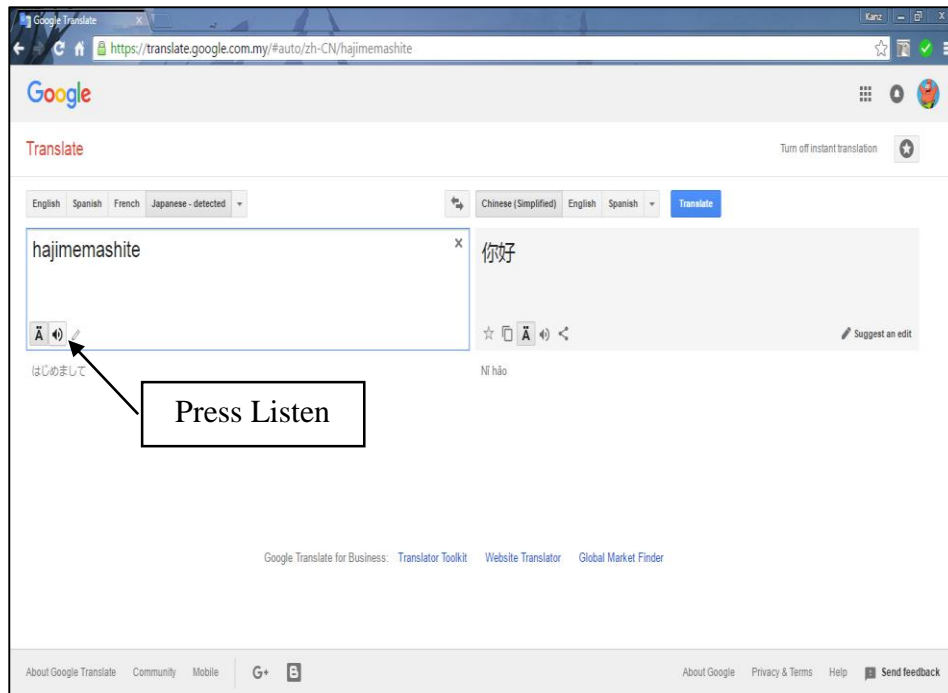 Google Translate
Kanz
https://translate.google.com.my/#auto/zh-CN/hajimemashite
Google
Translate
Turn off instant translation
English Spanish French Japanese - detected
Chinese (Simplified) English Spanish Translate
hajimemashite
x
你好
Ä
Ä
Suggest an edit
はじめまして
Nǐ hǎo
Press Listen
Google Translate for Business: Translator Toolkit Website Translator Global Market Finder
About Google Translate Community Mobile G+ B
About Google Privacy & Terms Help Send feedback